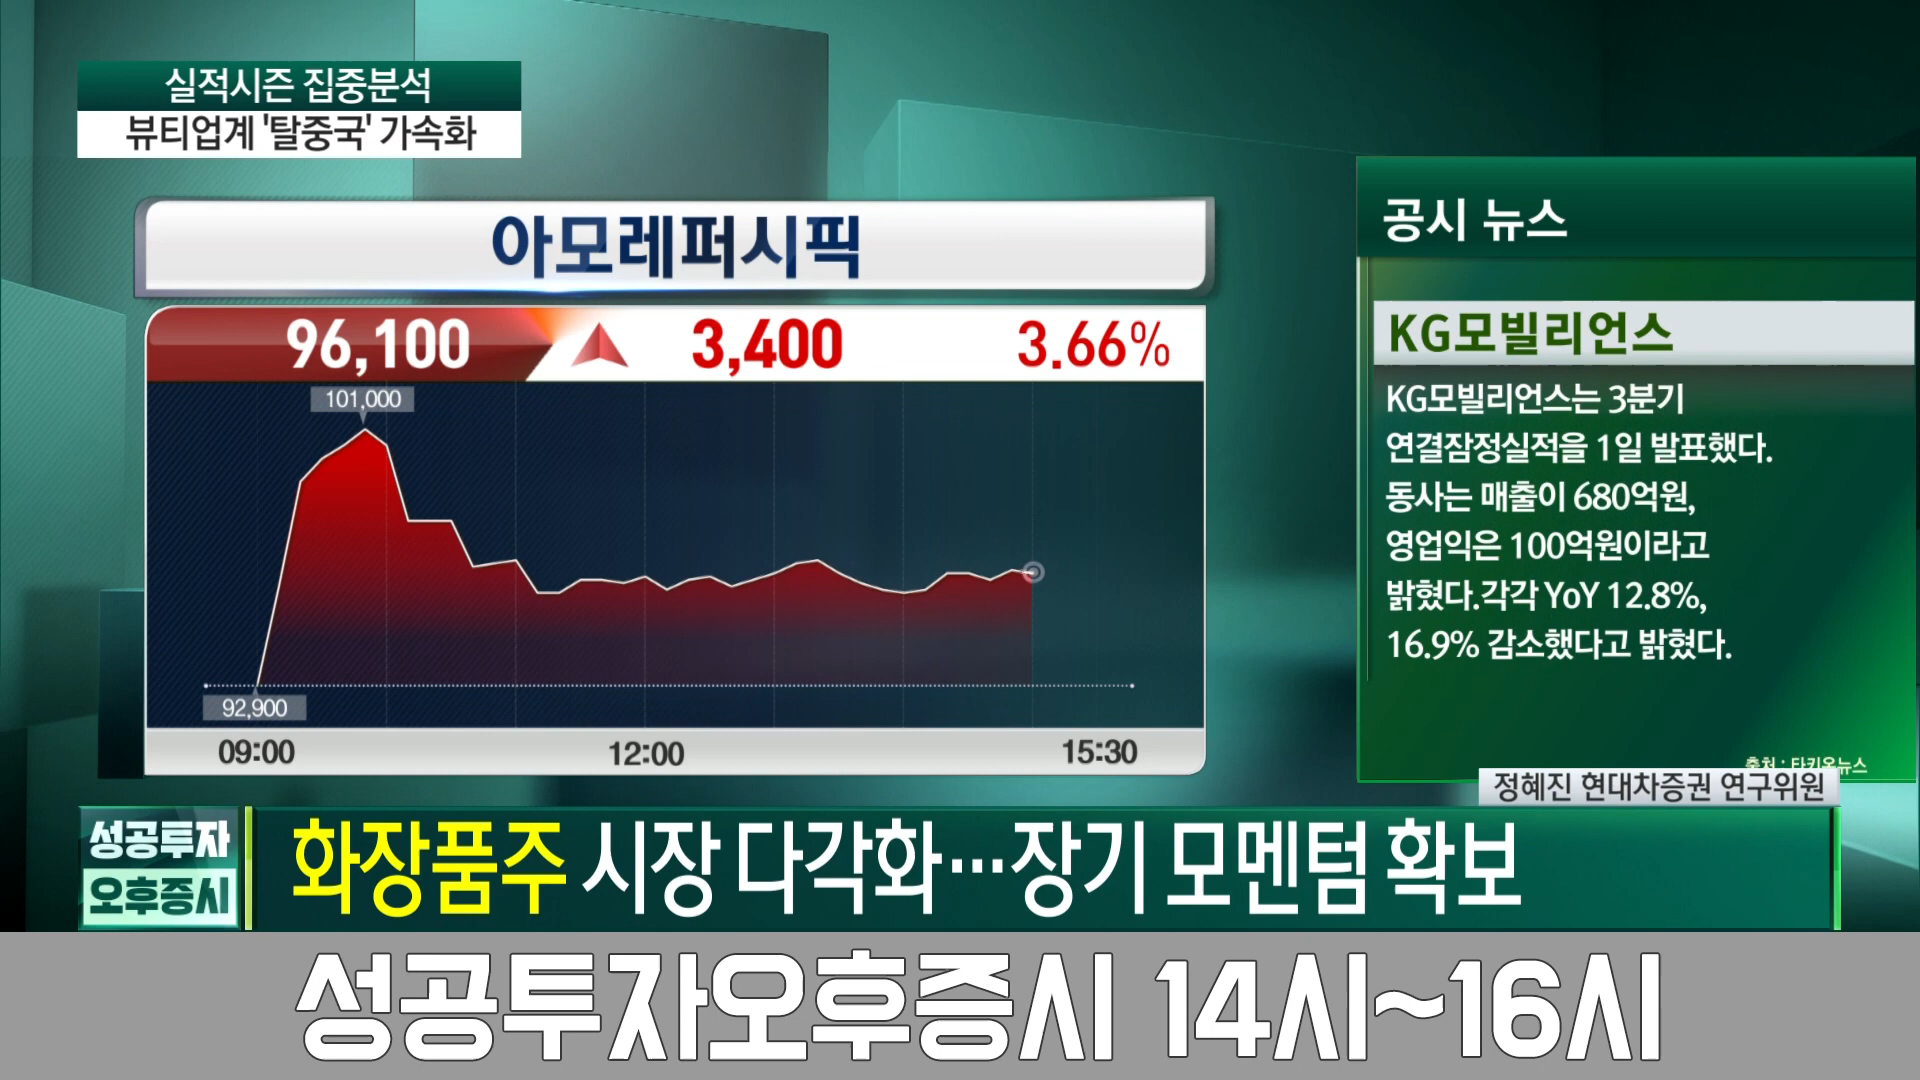 실적시즌 집중분석
뷰티업계 '탈중국' 가속화
아모레퍼시픽
96,100 3,400 3.66%
101,000
92,900
09:00 12:00 15:30
공시 뉴스
KG모빌리언스
KG모빌리언스는 3분기
연결잠정실적을 1일 발표했다.
동사는 매출이 680억원,
영업익은 100억원이라고
밝혔다.각각 YoY 12.8%,
16.9% 감소했다고 밝혔다.
출처 : 타키온뉴스
정혜진 현대차증권 연구위원
성공투자
오후증시
화장품주 시장 다각화…장기 모멘텀 확보
성공투자오후증시 14시~16시